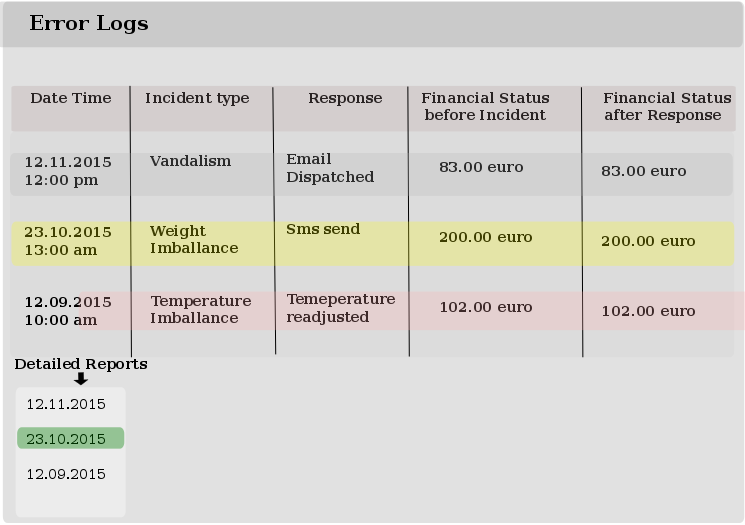 Error Logs
Date Time
Incident type
Response
Financial Status
before Incident
Financial Status
after Response
12.11.2015
12:00 pm
Vandalism
Email
Dispatched
83.00 euro
83.00 euro
23.10.2015
13:00 am
Weight
Imballance
Sms send
200.00 euro
200.00 euro
12.09.2015
10:00 am
Temperature
Imballance
Temeperature
readjusted
102.00 euro
102.00 euro
Detailed Reports
12.11.2015
23.10.2015
12.09.2015